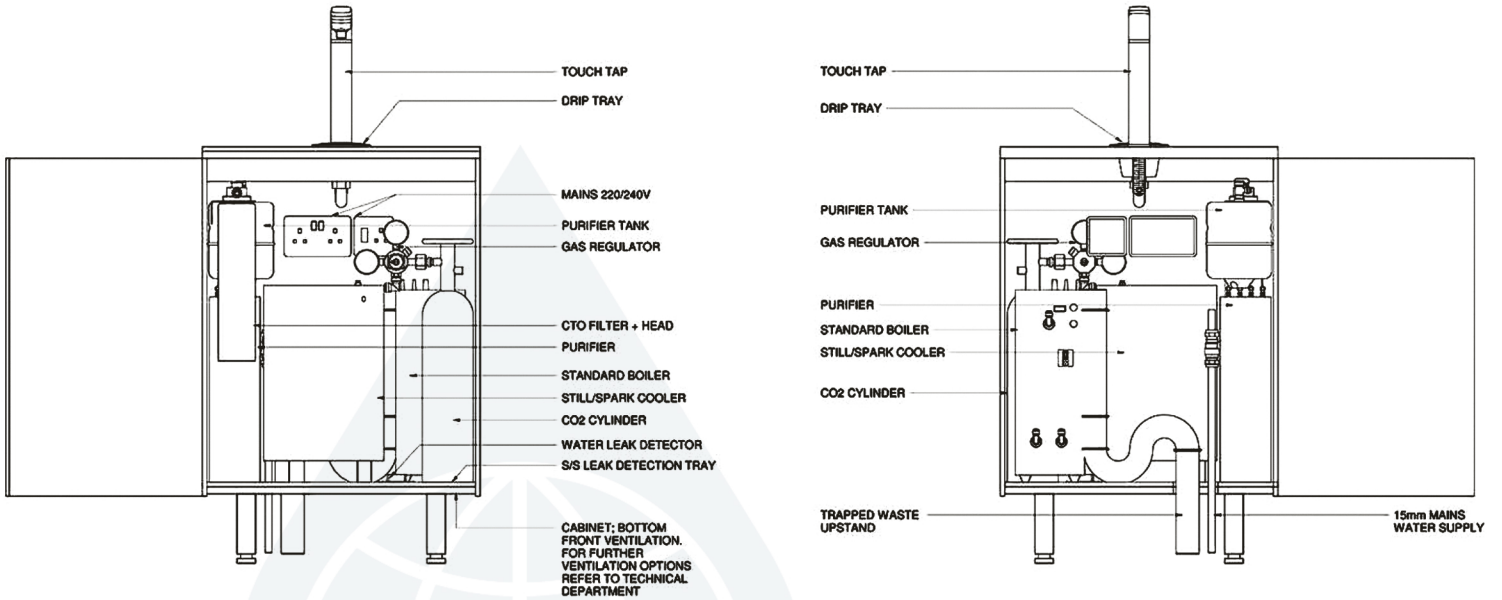 TOUCH TAP
DRIP TRAY
MAINS 220/240V
PURIFIER TANK
GAS REGULATOR
CTO FILTER + HEAD
PURIFIER
STANDARD BOILER
STILL/SPARK COOLER
CO2 CYLINDER
WATER LEAK DETECTOR
S/S LEAK DETECTION TRAY
CABINET; BOTTOM
FRONT VENTILATION.
FOR FURTHER
VENTILATION OPTIONS
REFER TO TECHNICAL
DEPARTMENT
TOUCH TAP
DRIP TRAY
PURIFIER TANK
GAS REGULATOR
PURIFIER
STANDARD BOILER
STILL/SPARK COOLER
CO2 CYLINDER
TRAPPED WASTE
UPSTAND
15mm MAINS
WATER SUPPLY